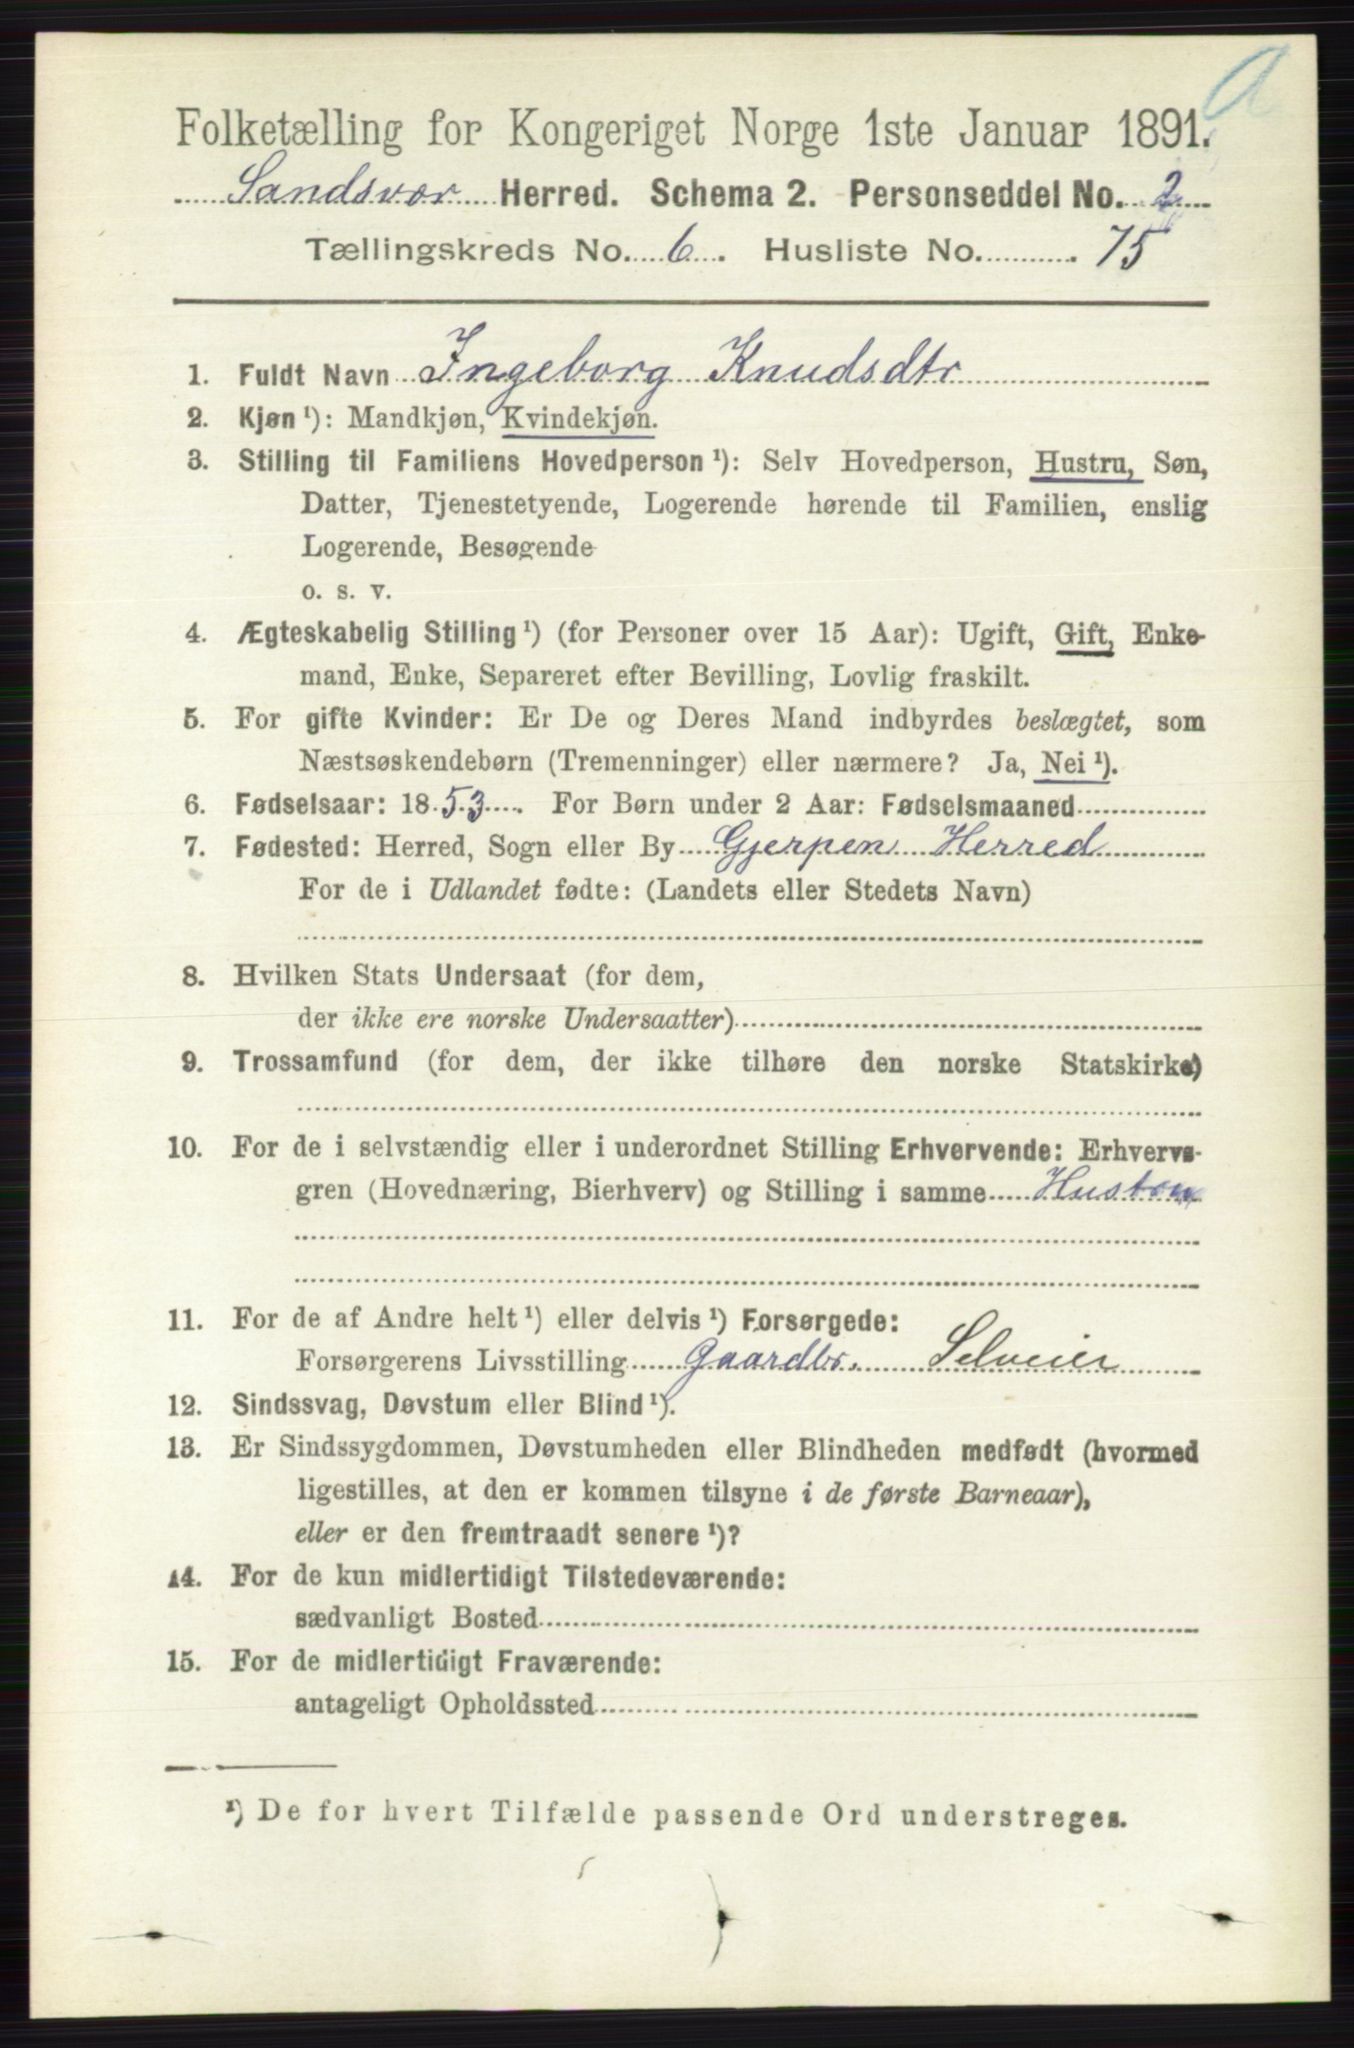 a
Folketælling for Kongeriget Norge 1ste Januar 1891.
Sandsvær Herred. Schema 2. Personseddel No. 2
Tællingskreds No. 6. Husliste No. 75
1. Fuldt Navn Ingeborg Knudsdtr
2. Kjøn ¹): Mandkjøn, Kvindekjøn.
3. Stilling til Familiens Hovedperson ¹): Selv Hovedperson, Hustru, Søn,
Datter, Tjenestetyende, Logerende hørende til Familien, enslig
Logerende, Besøgende
o. s. v.
4. Ægteskabelig Stilling ¹) (for Personer over 15 Aar): Ugift, Gift, Enke-
mand, Enke, Separeret efter Bevilling, Lovlig fraskilt.
5. For gifte Kvinder: Er De og Deres Mand indbyrdes beslægtet, som
Næstsøskendebørn (Tremenninger) eller nærmere? Ja, Nei ¹).
6. Fødselsaar: 1853. For Børn under 2 Aar: Fødselsmaaned
7. Fødested: Herred, Sogn eller By Gjerpen Herred
For de i Udlandet fødte: (Landets eller Stedets Navn)
8. Hvilken Stats Undersaat (for dem,
der ikke ere norske Undersaatter)
9. Trossamfund (for dem, der ikke tilhøre den norske Statskirke)
10. For de i selvstændig eller i underordnet Stilling Erhvervende: Erhvervs-
gren (Hovednæring, Bierhverv) og Stilling i samme
11. For de af Andre helt ¹) eller delvis ¹) Forsørgede:
Forsørgerens Livsstilling Gaardbr. Selveier
12. Sindssvag, Døvstum eller Blind ¹).
13. Er Sindssygdommen, Døvstumheden eller Blindheden medfødt (hvormed
ligestilles, at den er kommen tilsyne i de første Barneaar),
eller er den fremtraadt senere ¹)?
14. For de kun midlertidigt Tilstedeværende:
sædvanligt Bosted
15. For de midlertidigt Fraværende:
antageligt Opholdssted
¹) De for hvert Tilfælde passende Ord understreges.